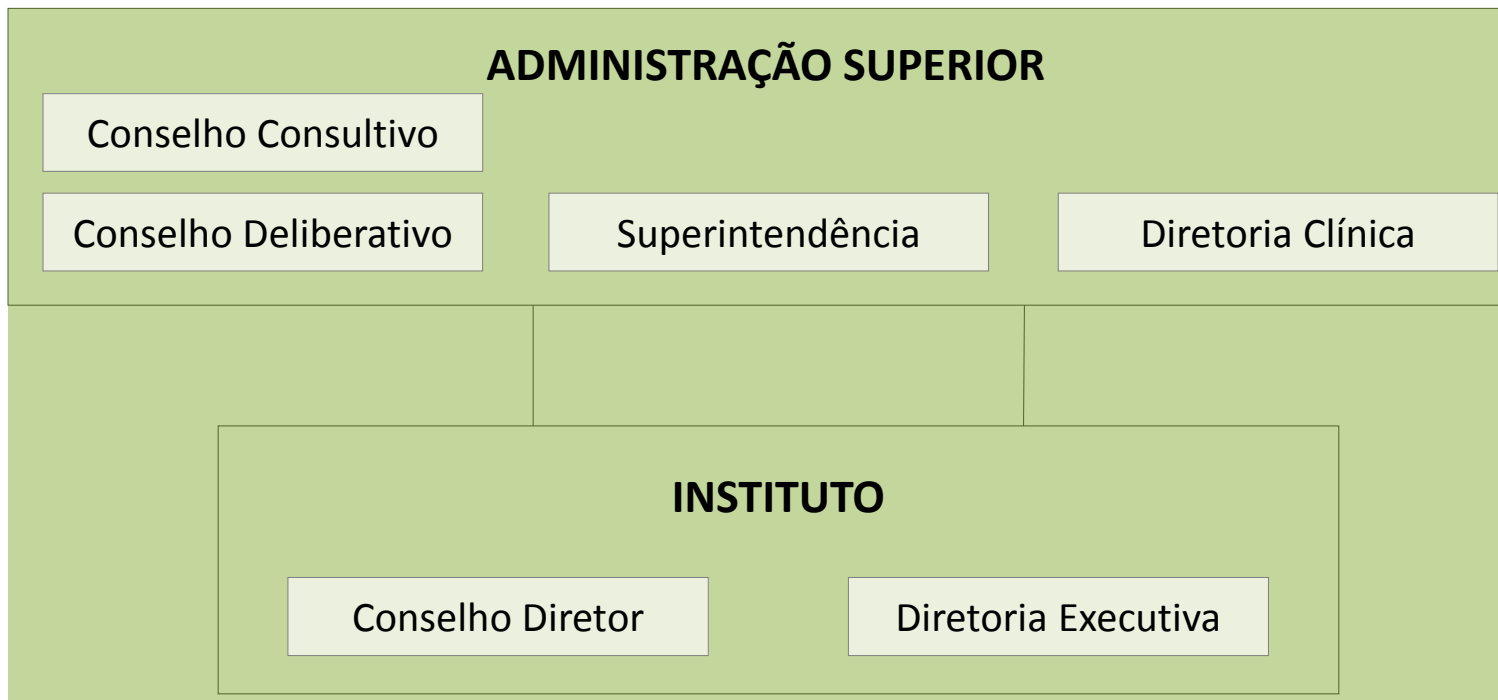 ADMINISTRAÇÃO SUPERIOR
Conselho Consultivo
Conselho Deliberativo
Superintendência
Diretoria Clínica
INSTITUTO
Conselho Diretor
Diretoria Executiva